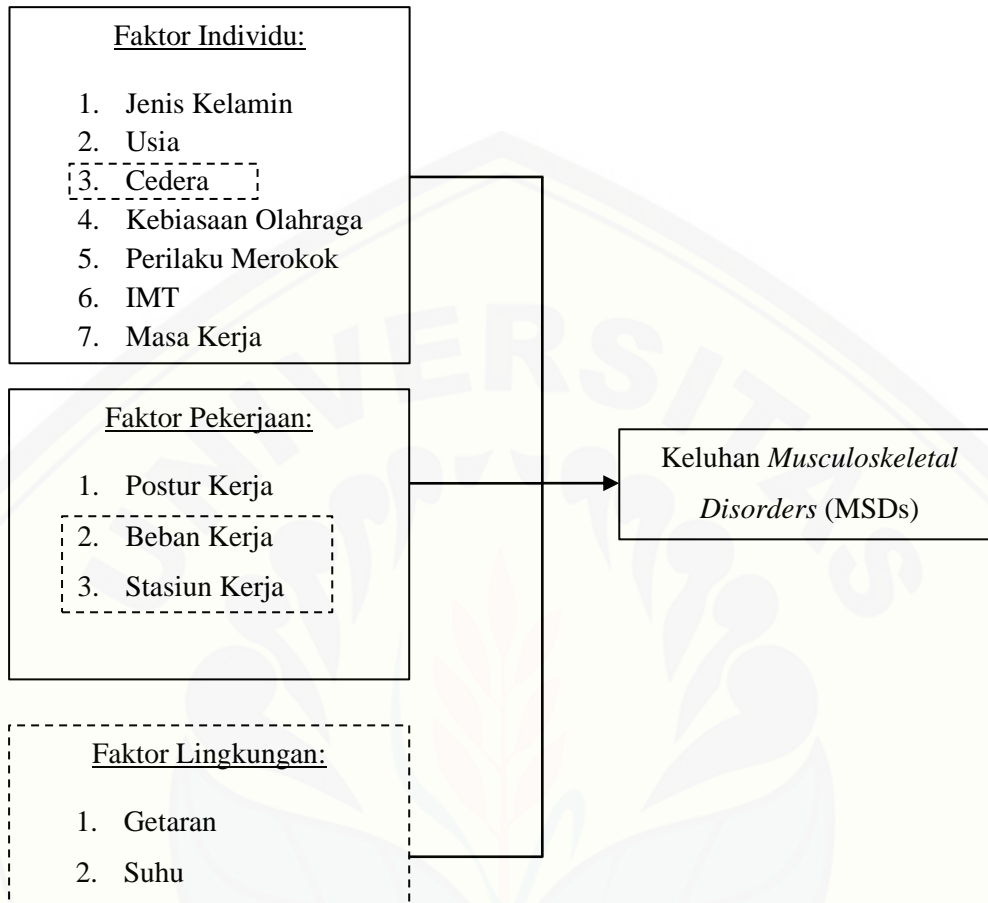 Faktor Individu:
1. Jenis Kelamin
2. Usia
3. Cedera
4. Kebiasaan Olahraga
5. Perilaku Merokok
6. IMT
7. Masa Kerja
Faktor Pekerjaan:
1. Postur Kerja
2. Beban Kerja
3. Stasiun Kerja
Faktor Lingkungan:
1. Getaran
2. Suhu
Keluhan Musculoskeletal
Disorders (MSDs)
UNIVERSITAS